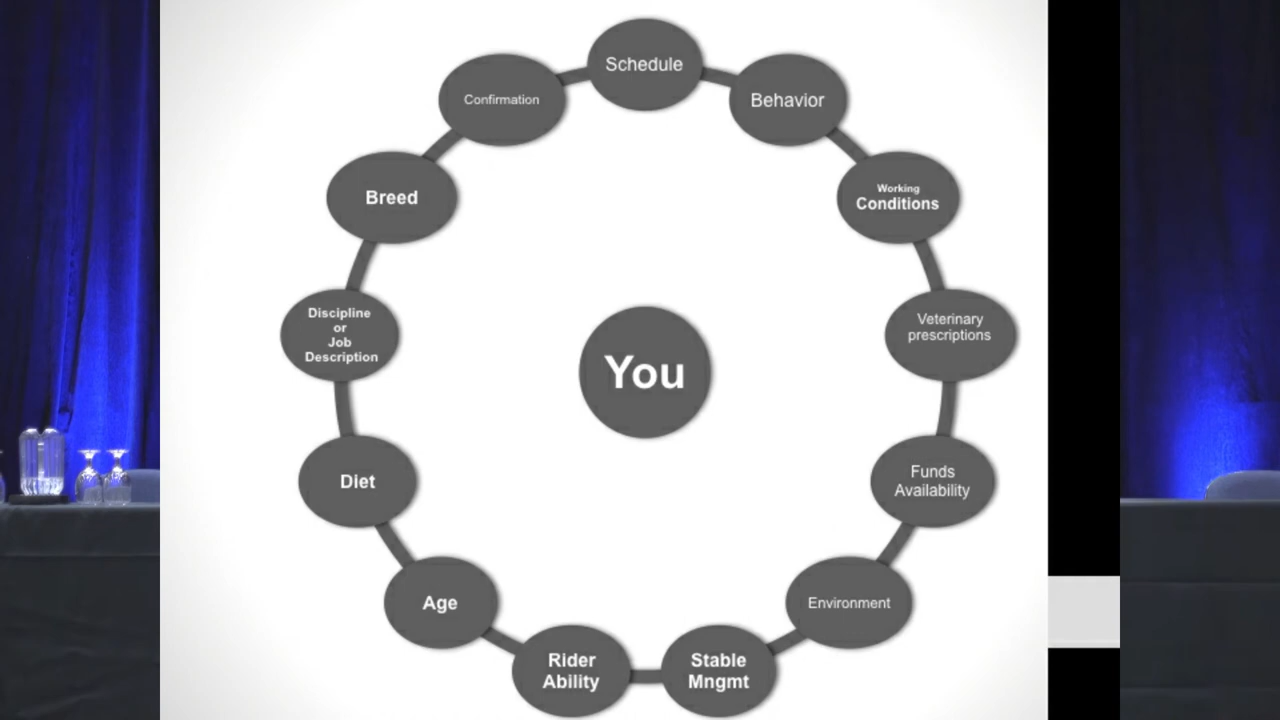 Schedule
Behavior
Working
Conditions
Veterinary
prescriptions
Funds
Availability
Environment
Stable
Mngmt
Rider
Ability
Age
Diet
Discipline
or
Job
Description
Breed
Confirmation
You